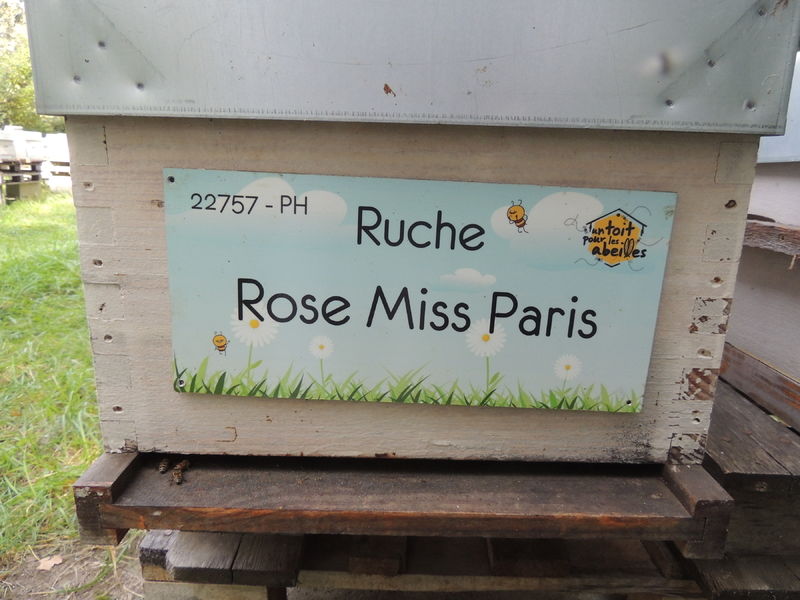 22757 - PH
Ruche
Rose Miss Paris
Un toit
pour les
abeilles